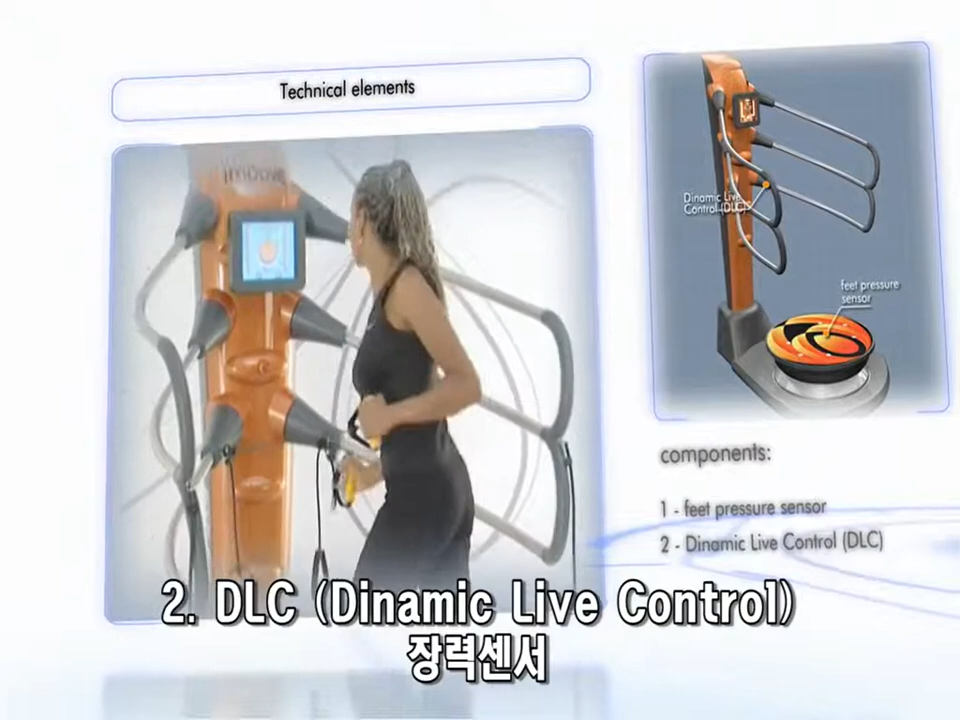 Technical elements
Dinamic Live
Control (DLC)
feet pressure
sensor
components:
1 - feet pressure sensor
2 - Dinamic Live Control (DLC)
2. DLC (Dinamic Live Control)
장력센서